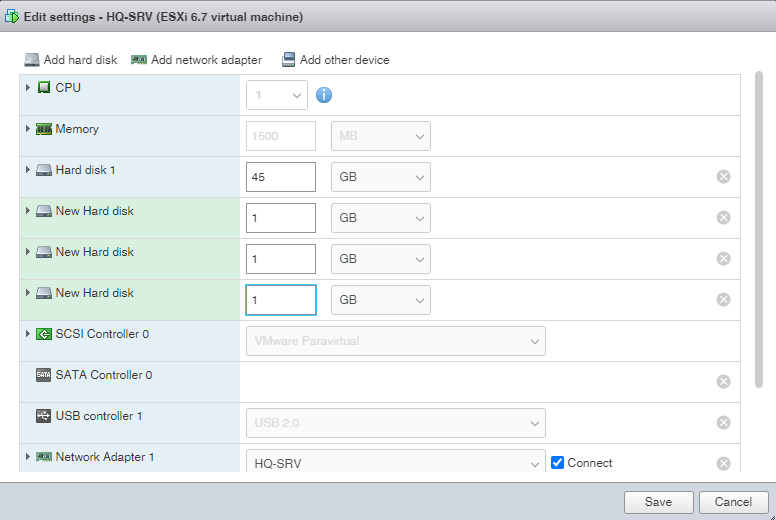 Edit settings - HQ-SRV (ESXi 6.7 virtual machine)
Add hard disk Add network adapter Add other device
CPU 1
Memory 1500 MB
Hard disk 1 45 GB
New Hard disk 1 GB
New Hard disk 1 GB
New Hard disk 1 GB
SCSI Controller 0 VMware Paravirtual
SATA SATA Controller 0
USB controller 1 USB 2.0
Network Adapter 1 HQ-SRV Connect
Save Cancel